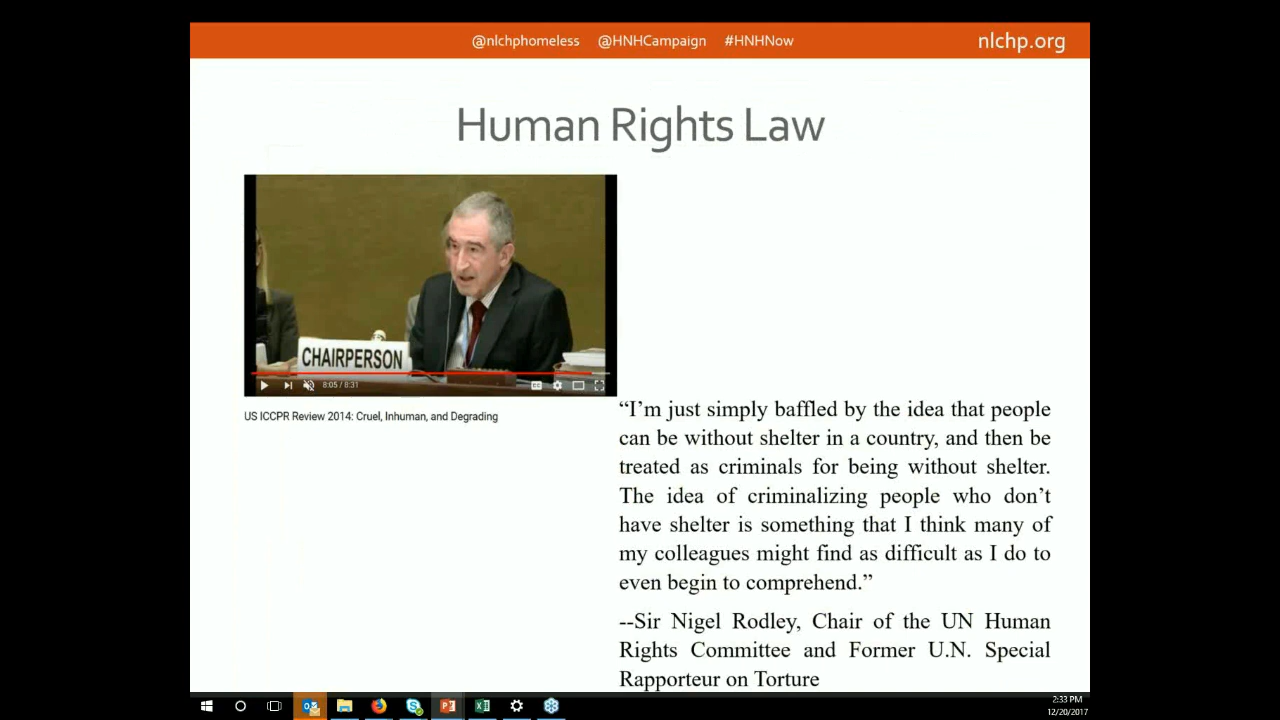 @nlchphomeless @HNHCampaign #HNHNow nlchp.org
Human Rights Law
CHAIRPERSON
8:05 / 8:31
US ICCPR Review 2014: Cruel, Inhuman, and Degrading
“I’m just simply baffled by the idea that people
can be without shelter in a country, and then be
treated as criminals for being without shelter.
The idea of criminalizing people who don’t
have shelter is something that I think many of
my colleagues might find as difficult as I do to
even begin to comprehend.”
--Sir Nigel Rodley, Chair of the UN Human
Rights Committee and Former U.N. Special
Rapporteur on Torture
2:33 PM
12/20/2017